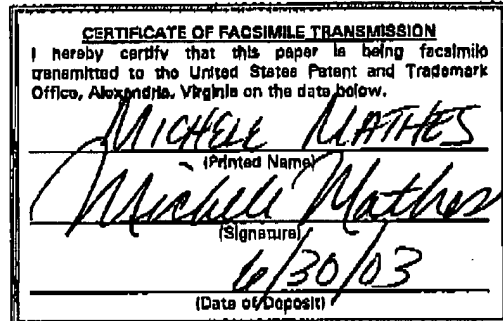 CERTIFICATE OF FACSIMILE TRANSMISSION
I hereby certify that this paper is being facsimile
transmitted to the United States Patent and Trademark
Office, Alexandria, Virginia on the date below.
MICHELE MATHES
(Printed Name)
Michele Mathes
(Signature)
6/30/03
(Date of Deposit)